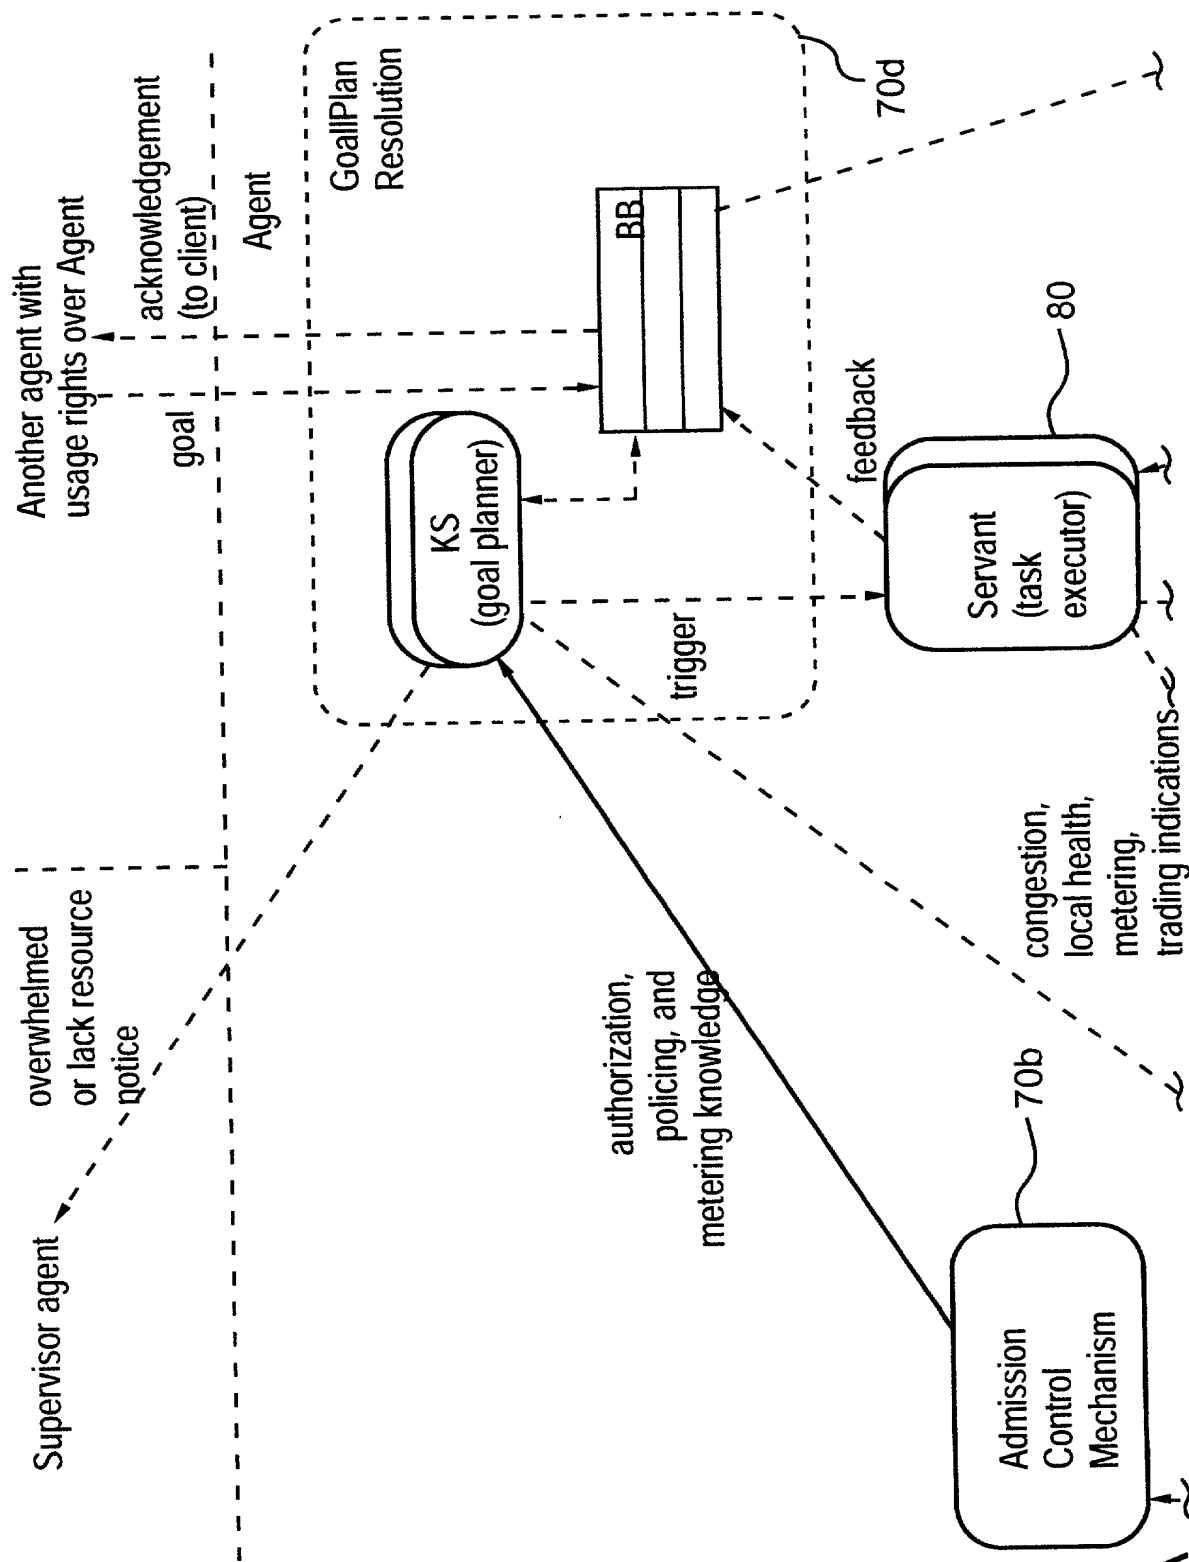 Supervisor agent
overwhelmed
or lack resource
notice
Another agent with
usage rights over Agent
goal
acknowledgement
(to client)
Agent
GoallPlan
Resolution
KS
(goal planner)
BB
70d
authorization,
policing, and
metering knowledge
trigger
feedback
80
Servant
(task
executor)
congestion,
local health,
metering,
trading indications
70b
Admission
Control
Mechanism